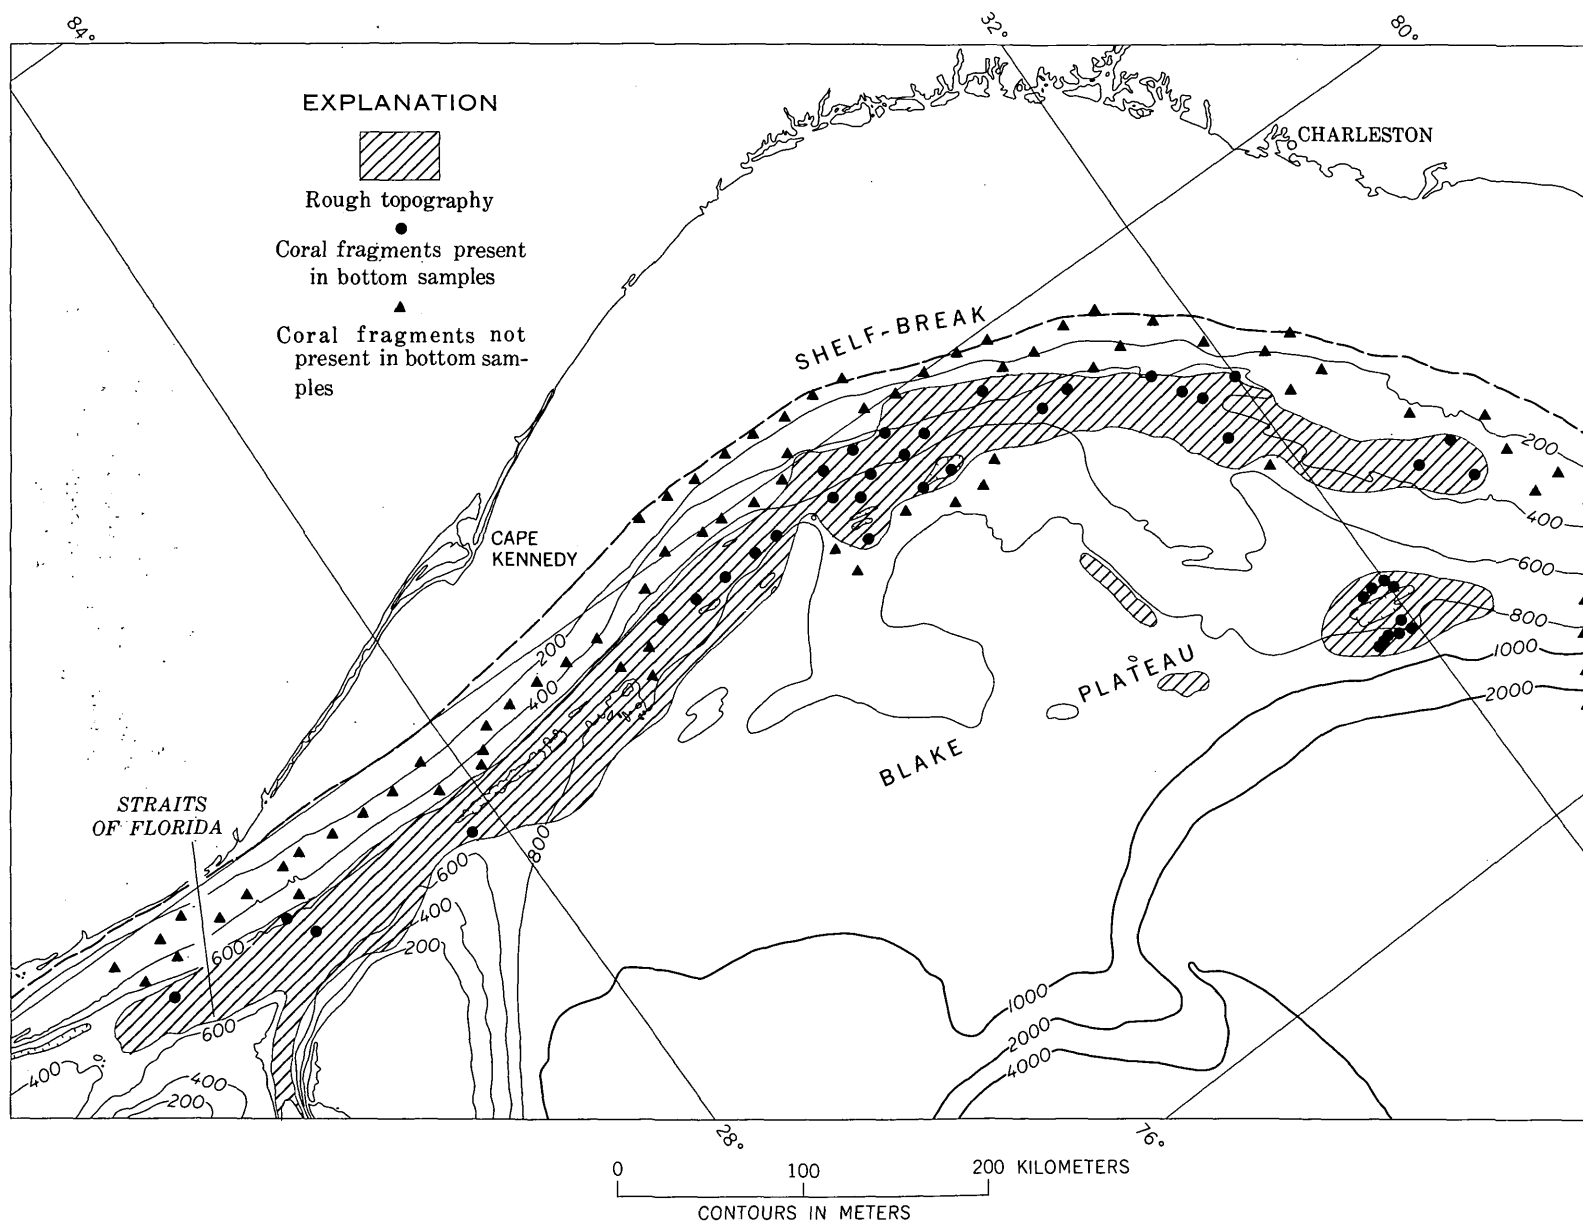 84°
32°
80°
EXPLANATION
Rough topography
Coral fragments present
in bottom samples
Coral fragments not
present in bottom sam-
ples
CHARLESTON
SHELF-BREAK
CAPE
KENNEDY
200
400
600
800
1000
2000
200
400
PLATEAU
BLAKE
STRAITS
OF FLORIDA
800
600
400
200
600
600
400
400
200
1000
2000
4000
28°
76°
0 100 200 KILOMETERS
CONTOURS IN METERS